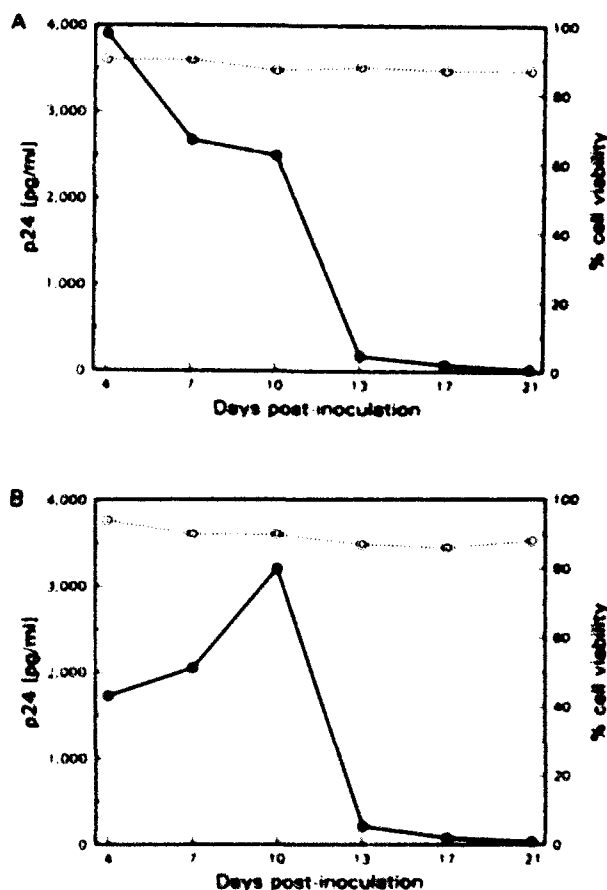 A
4,000
3,000
2,000
1,000
0
p24 [pg/ml]
100
80
60
40
20
0
% cell viability
4 7 10 13 17 21
Days post-inoculation
B
4,000
3,000
2,000
1,000
0
p24 [pg/ml]
100
80
60
40
20
0
% cell viability
4 7 10 13 17 21
Days post-inoculation